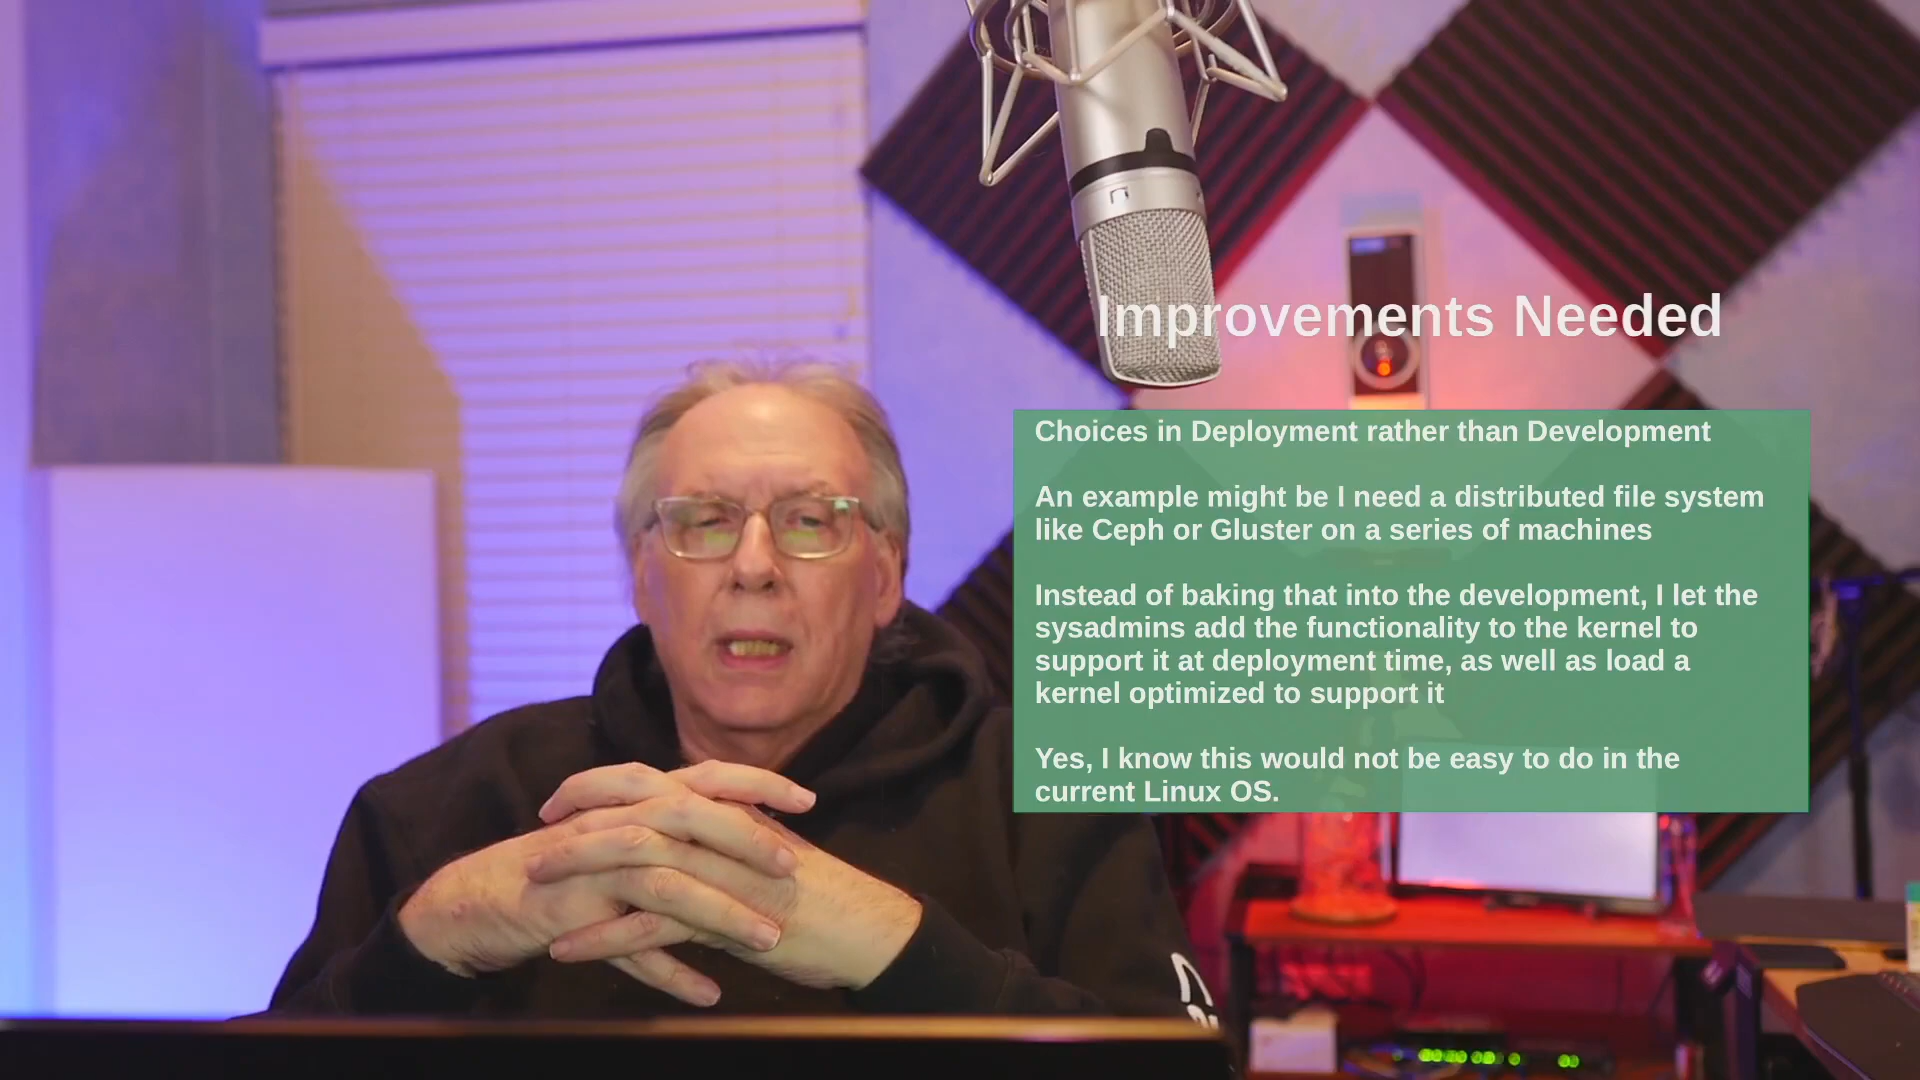 Improvements Needed
Choices in Deployment rather than Development
An example might be I need a distributed file system
like Ceph or Gluster on a series of machines
Instead of baking that into the development, I let the
sysadmins add the functionality to the kernel to
support it at deployment time, as well as load a
kernel optimized to support it
Yes, I know this would not be easy to do in the
current Linux OS.